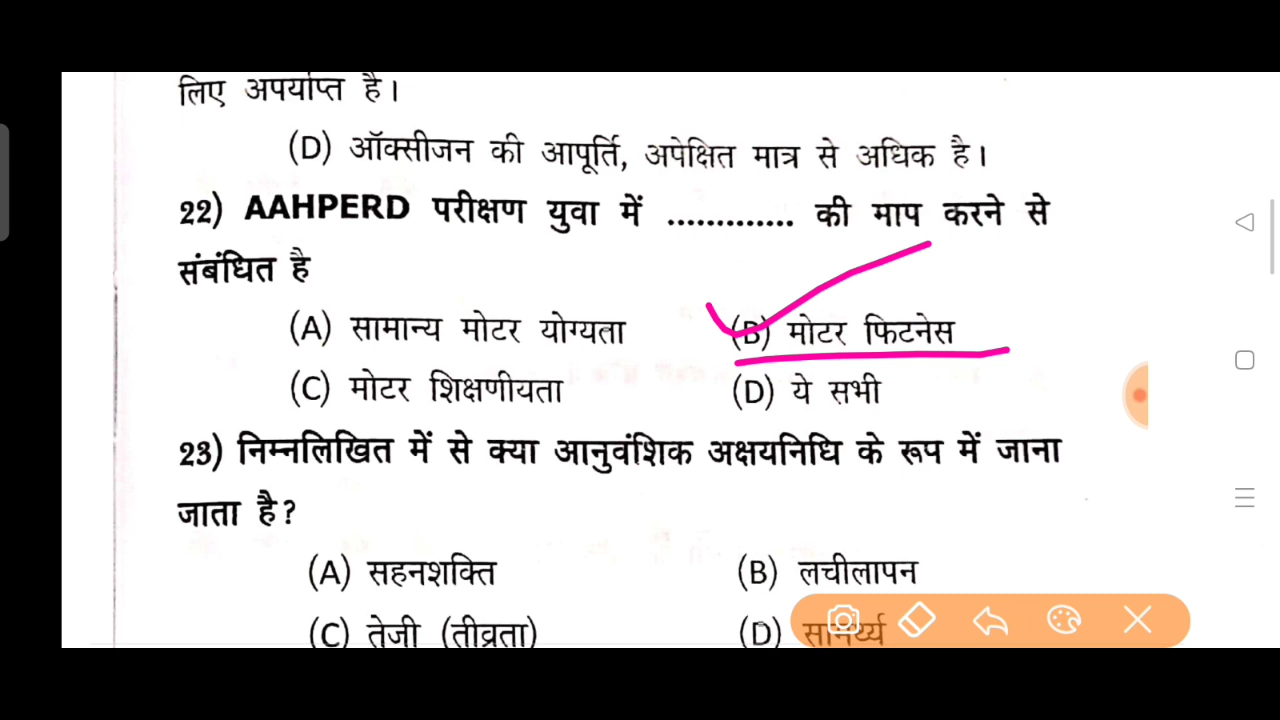 लिए अपर्याप्त है।
(D) ऑक्सीजन की आपूर्ति, अपेक्षित मात्र से अधिक है।
22) AAHPERD परीक्षण युवा में ............. की माप करने से
संबंधित है
(A) सामान्य मोटर योग्यता (B) मोटर फिटनेस
(C) मोटर शिक्षणीयता (D) ये सभी
23) निम्नलिखित में से क्या आनुवंशिक अक्षयनिधि के रूप में जाना
जाता है?
(A) सहनशक्ति (B) लचीलापन
(C) तेजी (तीव्रता) (D) सामर्थ्य